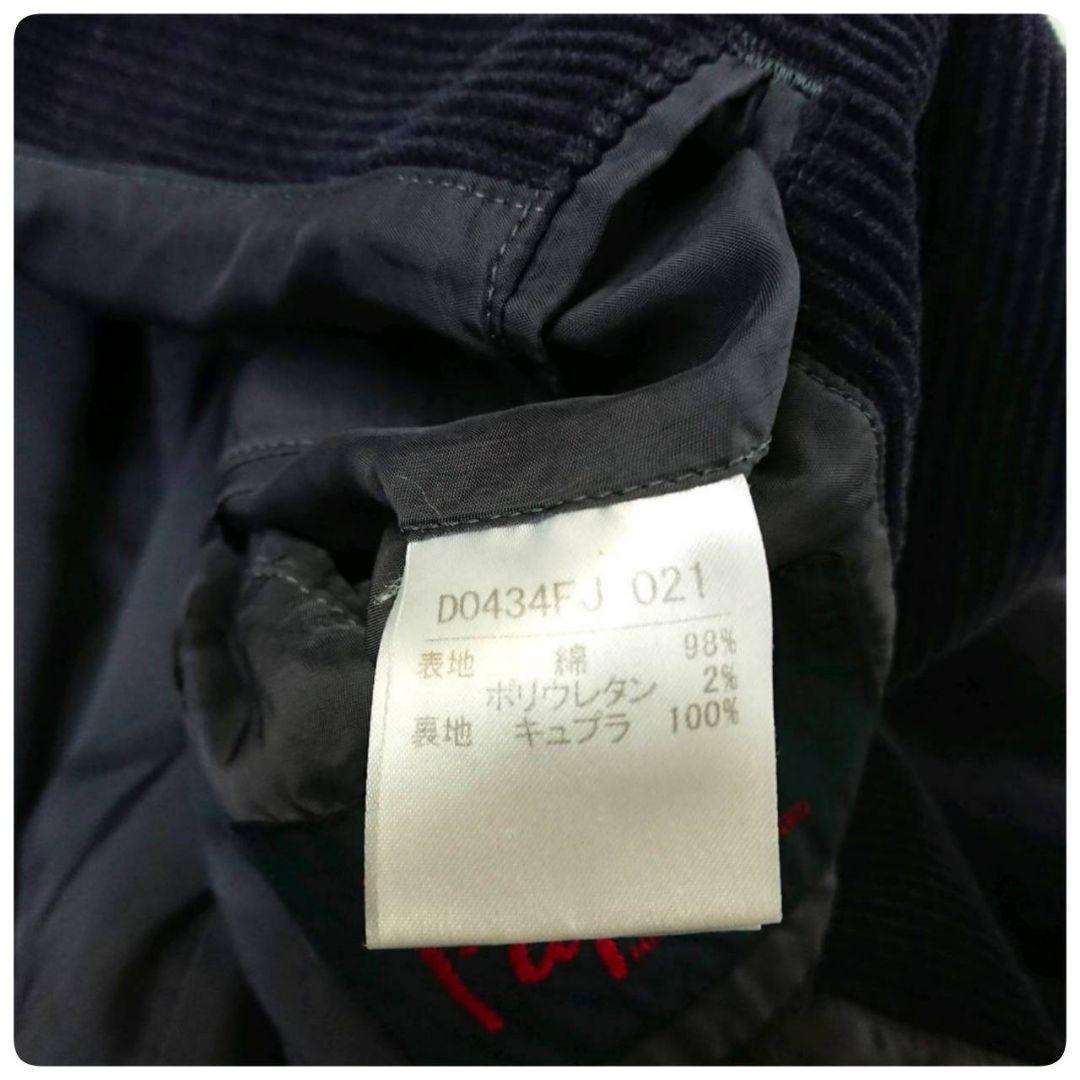 D0434FJ 021
表地 綿 98%
ポリウレタン 2%
裏地 キュプラ 100%